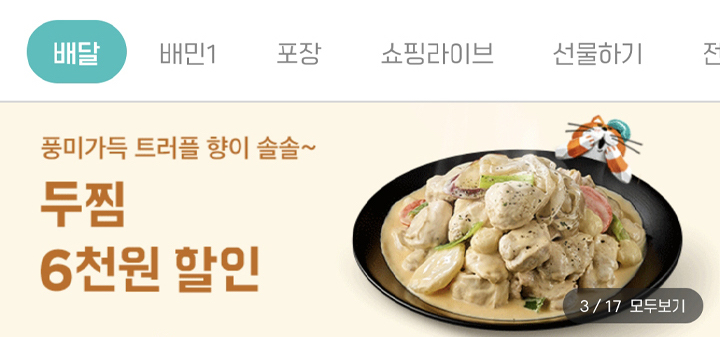 배달 배민1 포장 쇼핑라이브 선물하기 전
풍미가득 트러플 향이 솔솔~
두찜
6천원 할인
3 / 17 모두보기